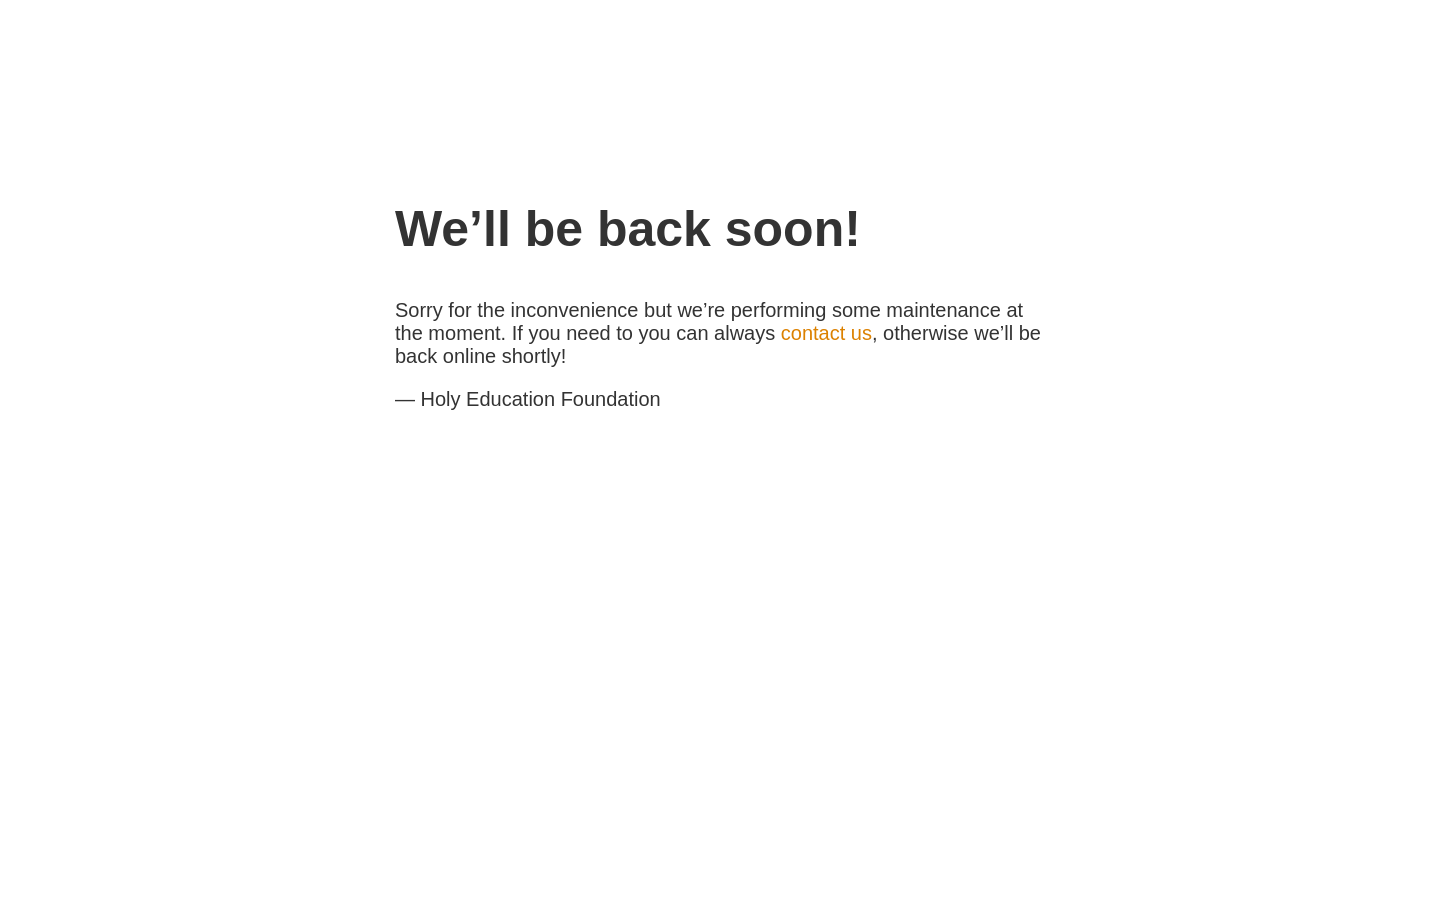 We’ll be back soon!
Sorry for the inconvenience but we’re performing some maintenance at
the moment. If you need to you can always contact us, otherwise we’ll be
back online shortly!
— Holy Education Foundation